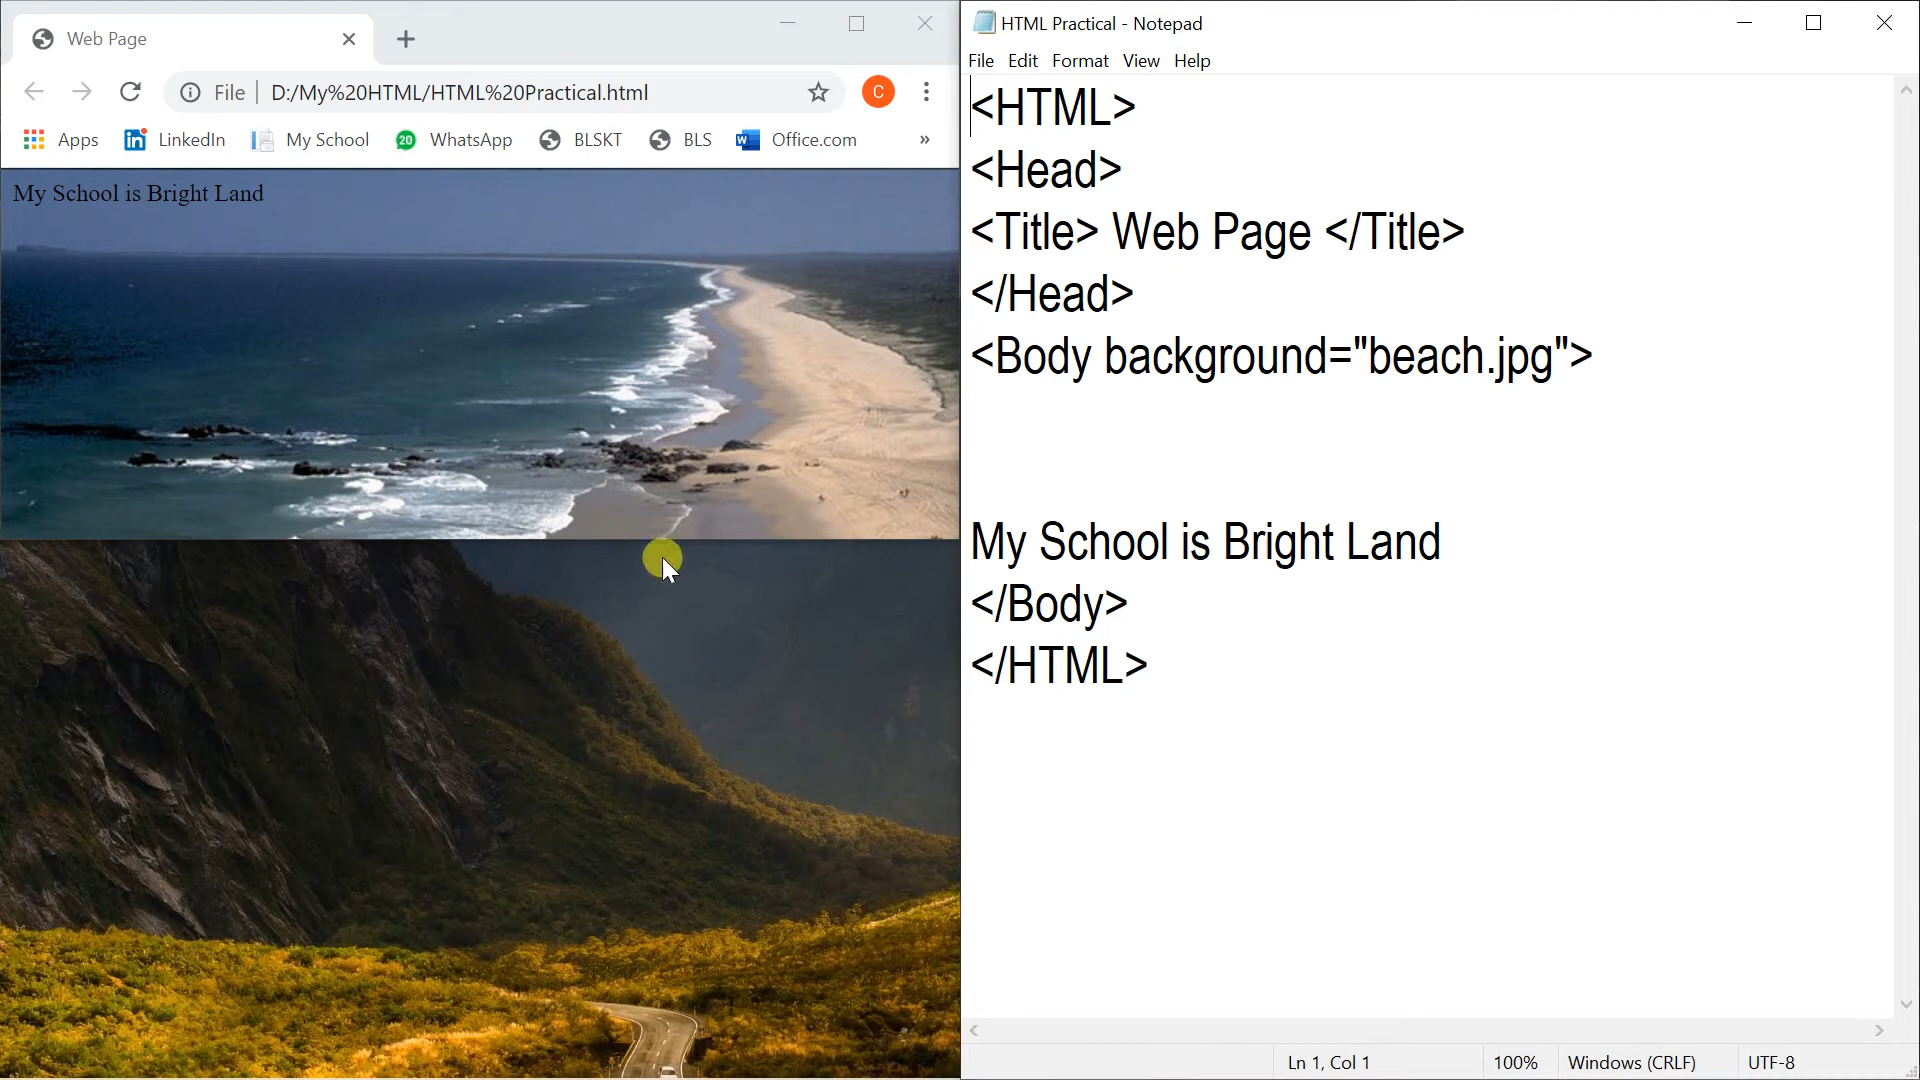 Web Page
File D:/My%20HTML/HTML%20Practical.html C
Apps LinkedIn My School 20 WhatsApp BLSKT BLS W Office.com »
My School is Bright Land
HTML Practical - Notepad
File Edit Format View Help
<HTML>
<Head>
<Title> Web Page </Title>
</Head>
<Body background="beach.jpg">
My School is Bright Land
</Body>
</HTML>
Ln 1, Col 1 100% Windows (CRLF) UTF-8